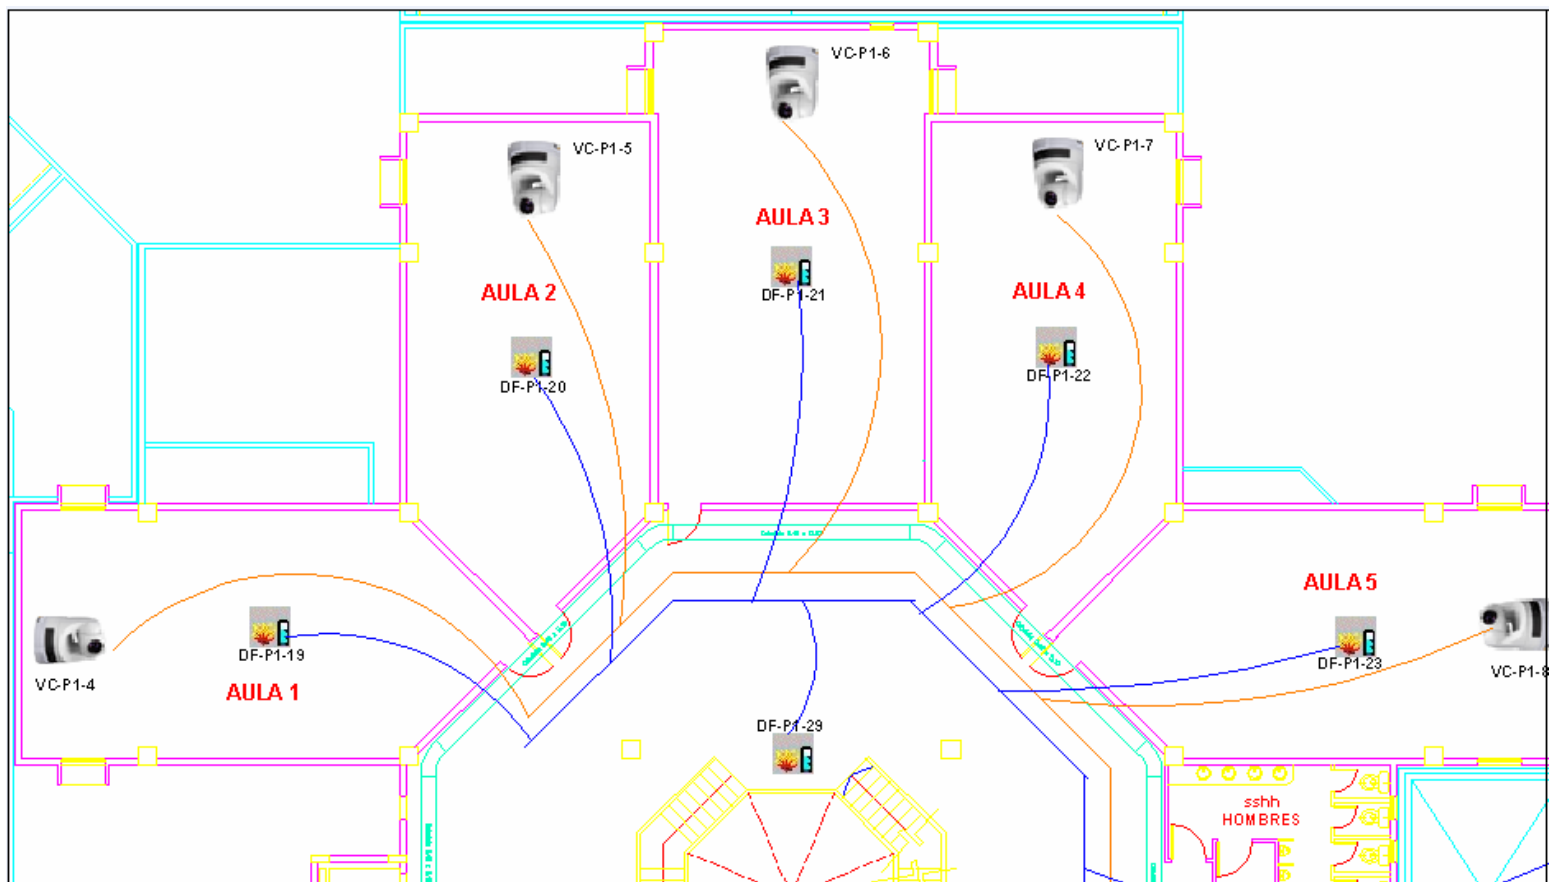 VC-P1-6
VC-P1-5
VC-P1-7
AULA 3
DF-P1-21
AULA 2
AULA 4
DF-P1-20
DF-P1-22
AULA 5
DF-P1-19
DF-P1-23
VC-P1-4
VC-P1-8
AULA 1
DF-P1-29
sshh
HOMBRES